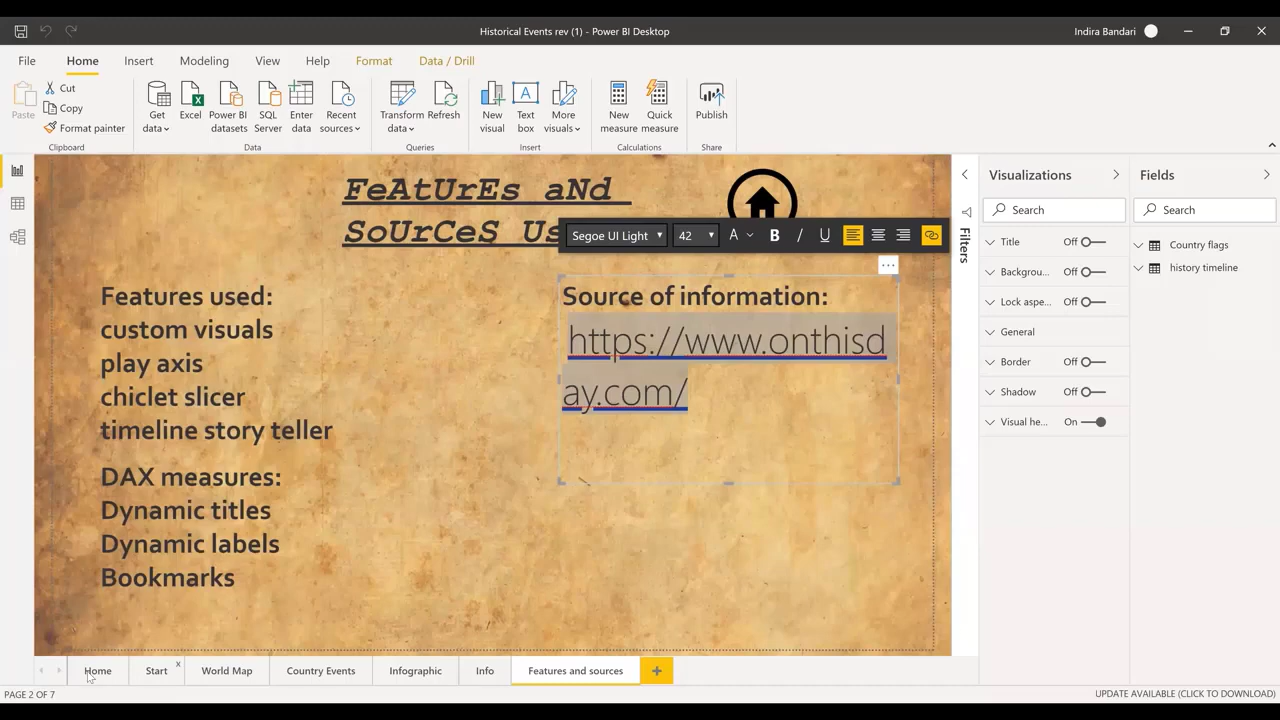 Historical Events rev (1) - Power BI Desktop
Indira Bandari
File Home Insert Modeling View Help Format Data / Drill
Paste
Cut
Copy
Format painter
Get data
Excel
Power BI datasets
SQL Server
Enter data
Recent sources
Transform data
Refresh
New visual
Text box
More visuals
New measure
Quick measure
Publish
Clipboard Data Queries Insert Calculations Share
FeAtUrEs aNd
SoUrCeS Us
Segoe UI Light 42 A B I U
Features used:
custom visuals
play axis
chiclet slicer
timeline story teller
DAX measures:
Dynamic titles
Dynamic labels
Bookmarks
Source of information:
https://www.onthisd
ay.com/
Filters
Visualizations
Search
Title Off
Backgrou... Off
Lock aspe... Off
General
Border Off
Shadow Off
Visual he... On
Fields
Search
Country flags
history timeline
Home Start World Map Country Events Infographic Info Features and sources
PAGE 2 OF 7
UPDATE AVAILABLE (CLICK TO DOWNLOAD)